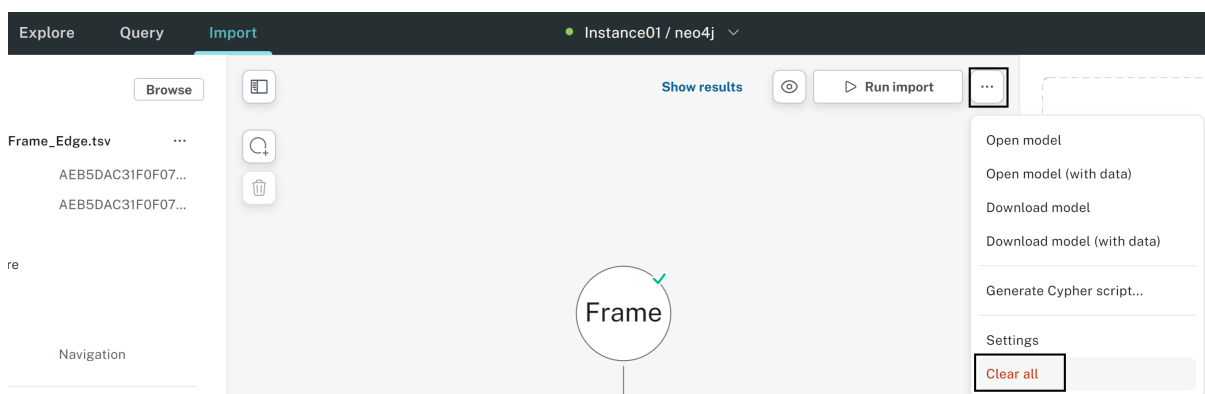 Explore Query Import Instance01 / neo4j
Browse Show results Run import ...
Frame_Edge.tsv ...
AEB5DAC31F0F07...
AEB5DAC31F0F07...
re
Navigation
Frame
Open model
Open model (with data)
Download model
Download model (with data)
Generate Cypher script...
Settings
Clear all